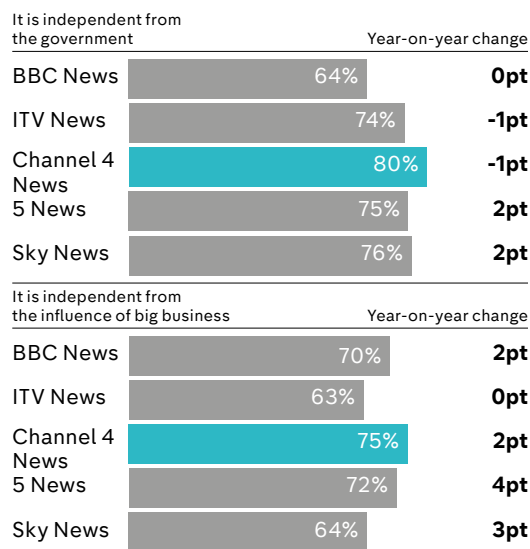 It is independent from
the government Year-on-year change
BBC News 64% 0pt
ITV News 74% -1pt
Channel 4
News 80% -1pt
5 News 75% 2pt
Sky News 76% 2pt
It is independent from
the influence of big business Year-on-year change
BBC News 70% 2pt
ITV News 63% 0pt
Channel 4
News 75% 2pt
5 News 72% 4pt
Sky News 64% 3pt